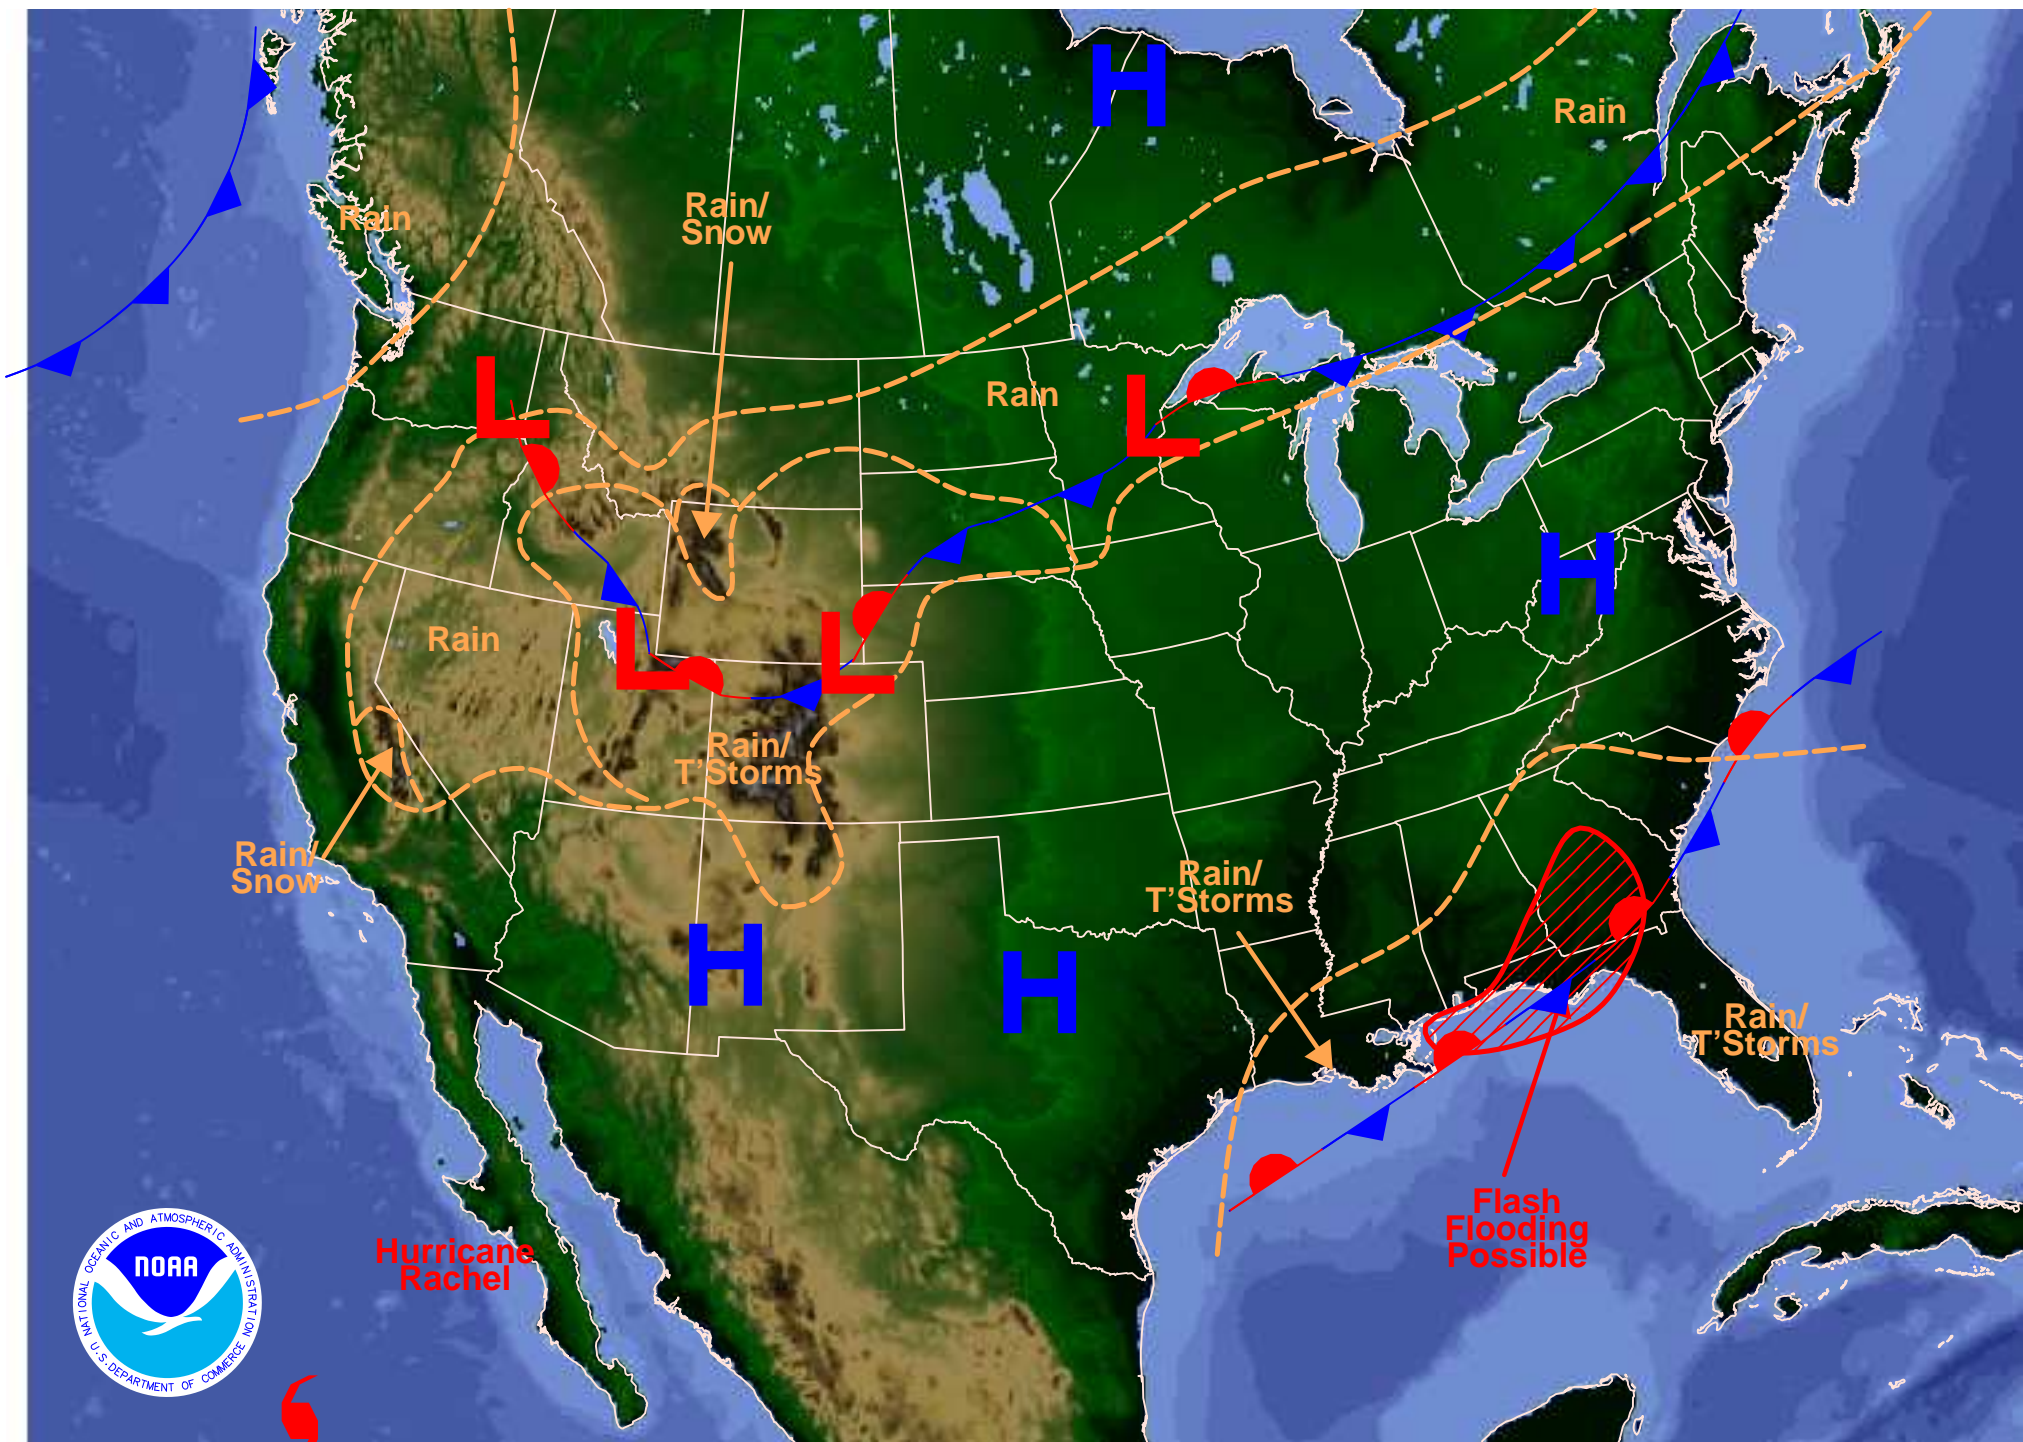 H
Rain
Rain/
Snow
Rain
L
Rain
L
H
Rain
L
L
Rain/
T'Storms
Rain/
Snow
Rain/
T'Storms
H
H
Rain/
T'Storms
Flash
Flooding
Possible
Hurricane
Rachel
NATIONAL OCEANIC AND ATMOSPHERIC ADMINISTRATION
NOAA
U.S. DEPARTMENT OF COMMERCE